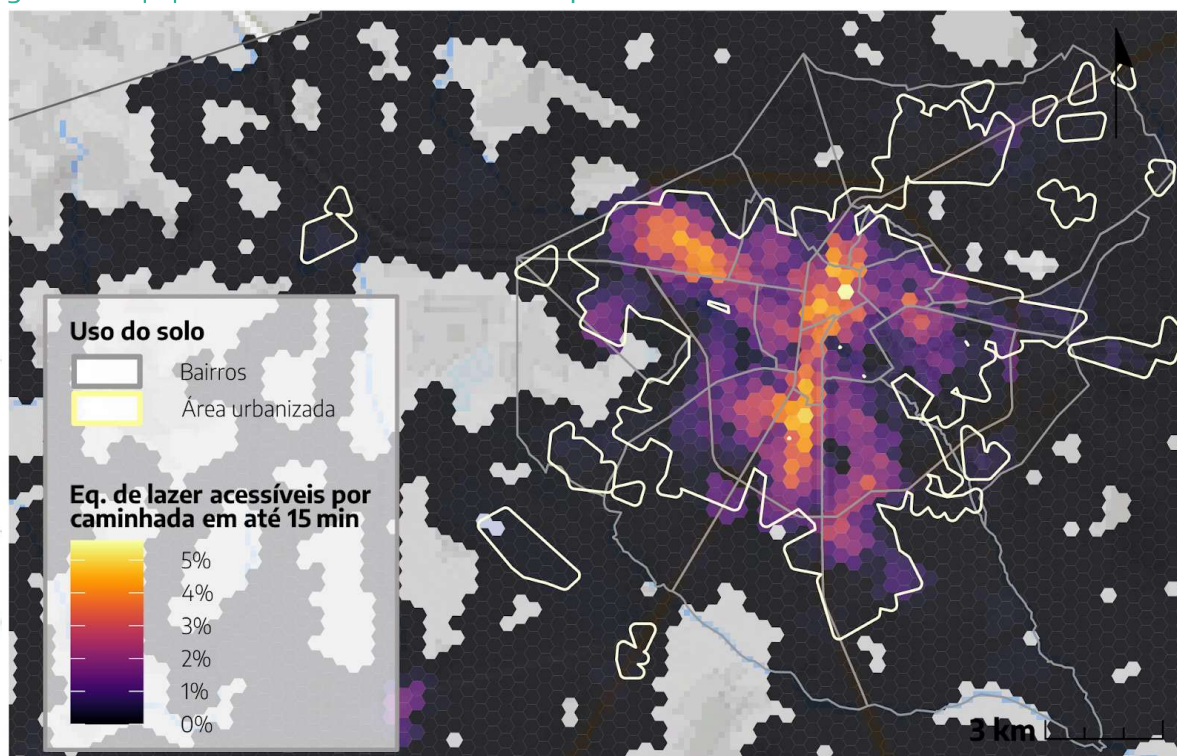 Uso do solo
Bairros
Área urbanizada
Eq. de lazer acessíveis por
caminhada em até 15 min
5%
4%
3%
2%
1%
0%
3 km